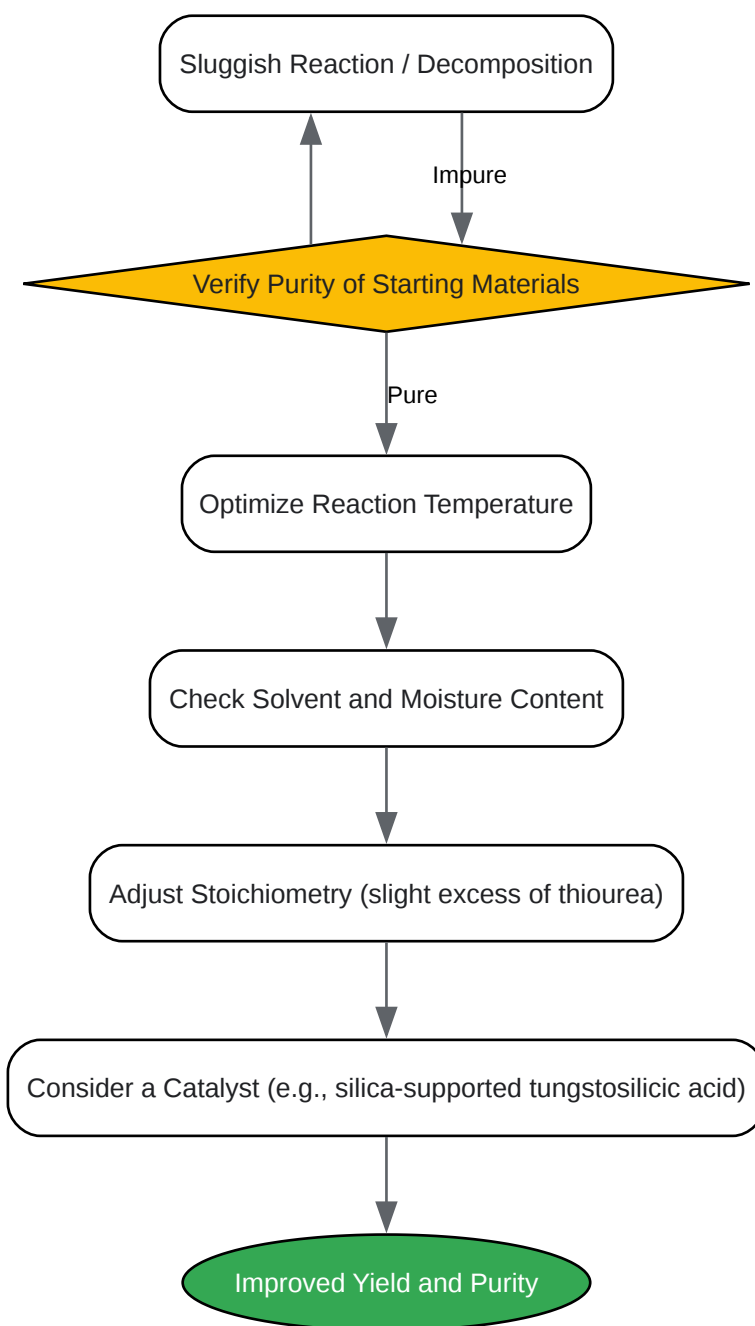 Sluggish Reaction / Decomposition
Impure
Verify Purity of Starting Materials
Pure
Optimize Reaction Temperature
Check Solvent and Moisture Content
Adjust Stoichiometry (slight excess of thiourea)
Consider a Catalyst (e.g., silica-supported tungstosilicic acid)
Improved Yield and Purity